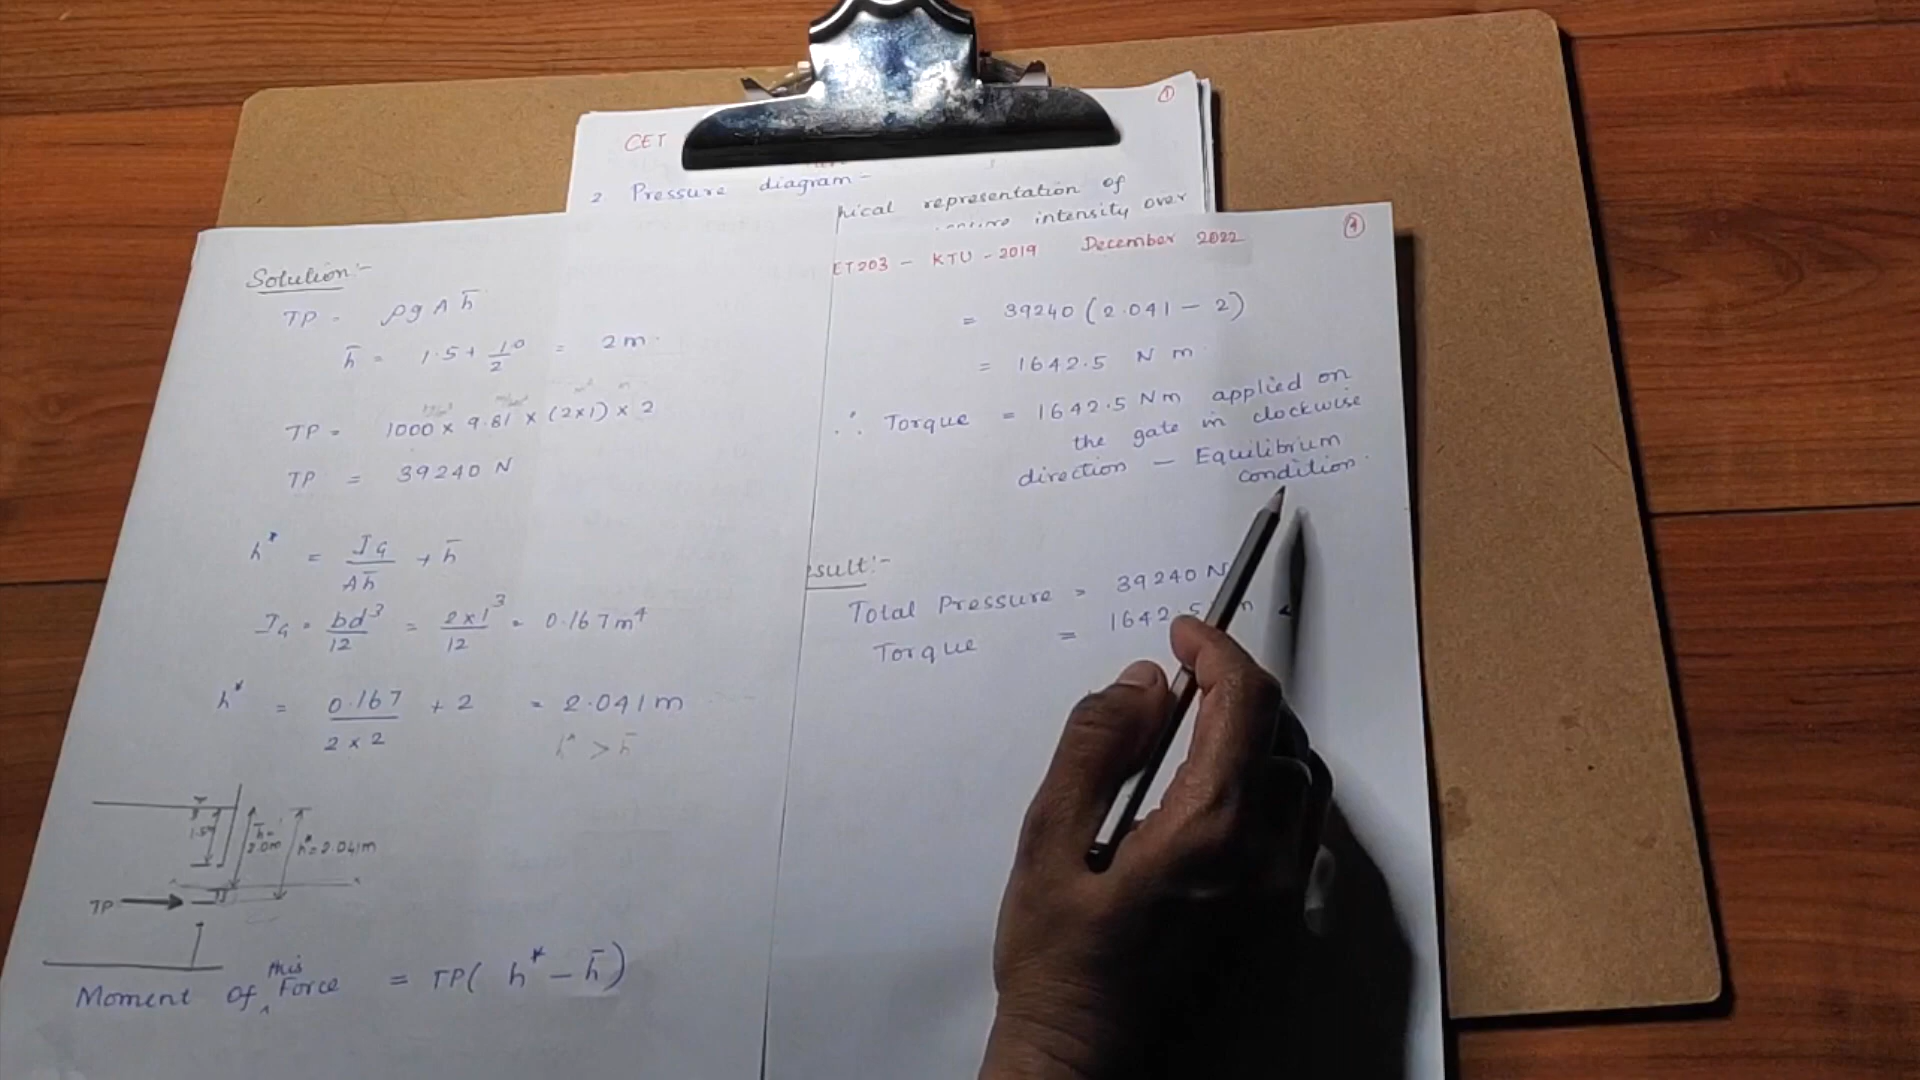 CET
①
2 Pressure diagram -
hical representation of
intensity over
Solution:-
TP = ρg A h̄
h̄ = 1.5 + 1.0/2 = 2m.
TP = 1000 × 9.81 × (2×1) × 2
TP = 39240 N
h* = IG/Ah̄ + h̄
IG = bd³/12 = 2×1³/12 = 0.167m⁴
h* = 0.167/2×2 + 2 = 2.041m
h* > h̄
1.5m
h̄ = 2.0m
h* = 2.041m
TP
Moment of this Force = TP( h* - h̄ )
ET203 - KTU - 2019 December 2022
④
= 39240 (2.041 - 2)
= 1642.5 N m
∴ Torque = 1642.5 Nm applied on
the gate in clockwise
direction - Equilibrium
condition.
esult:-
Total Pressure = 39240 N
Torque = 1642.5 m